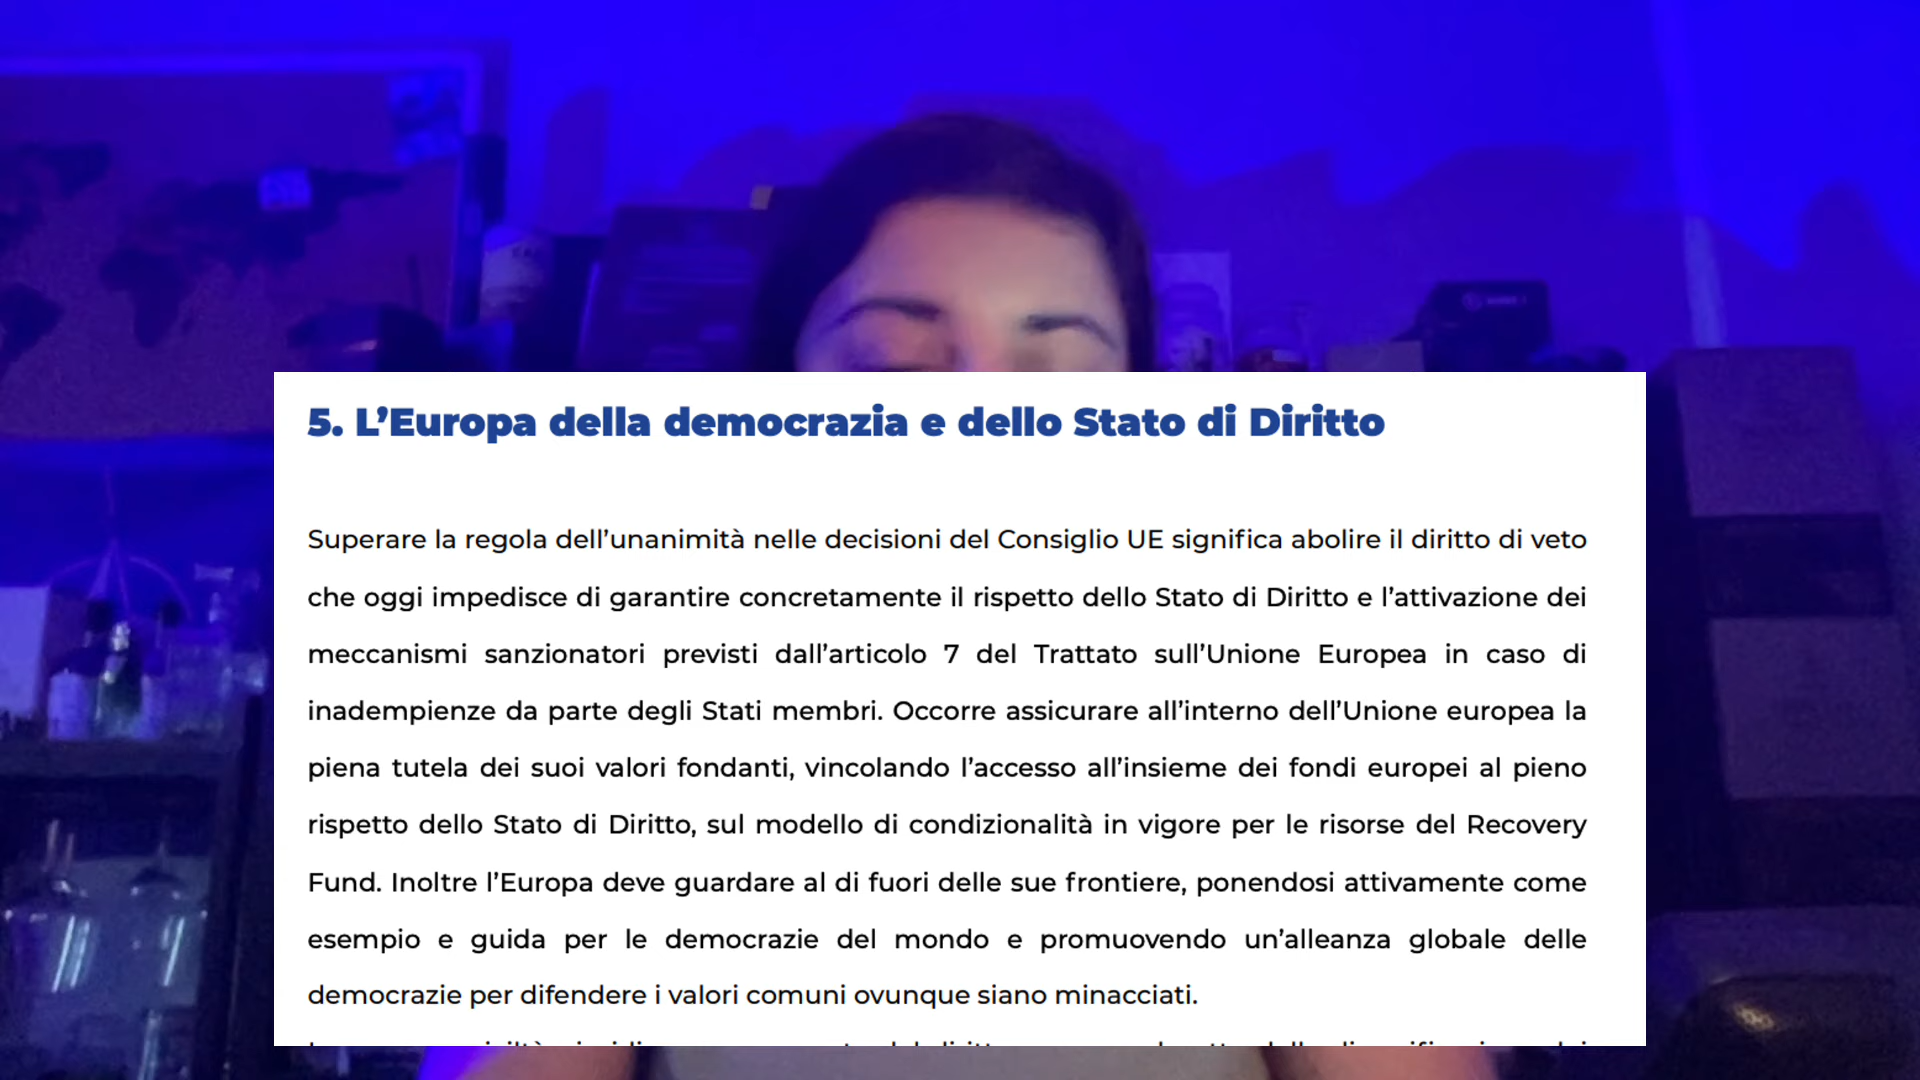 5. L’Europa della democrazia e dello Stato di Diritto
Superare la regola dell’unanimità nelle decisioni del Consiglio UE significa abolire il diritto di veto
che oggi impedisce di garantire concretamente il rispetto dello Stato di Diritto e l’attivazione dei
meccanismi sanzionatori previsti dall’articolo 7 del Trattato sull’Unione Europea in caso di
inadempienze da parte degli Stati membri. Occorre assicurare all’interno dell’Unione europea la
piena tutela dei suoi valori fondanti, vincolando l’accesso all’insieme dei fondi europei al pieno
rispetto dello Stato di Diritto, sul modello di condizionalità in vigore per le risorse del Recovery
Fund. Inoltre l’Europa deve guardare al di fuori delle sue frontiere, ponendosi attivamente come
esempio e guida per le democrazie del mondo e promuovendo un’alleanza globale delle
democrazie per difendere i valori comuni ovunque siano minacciati.